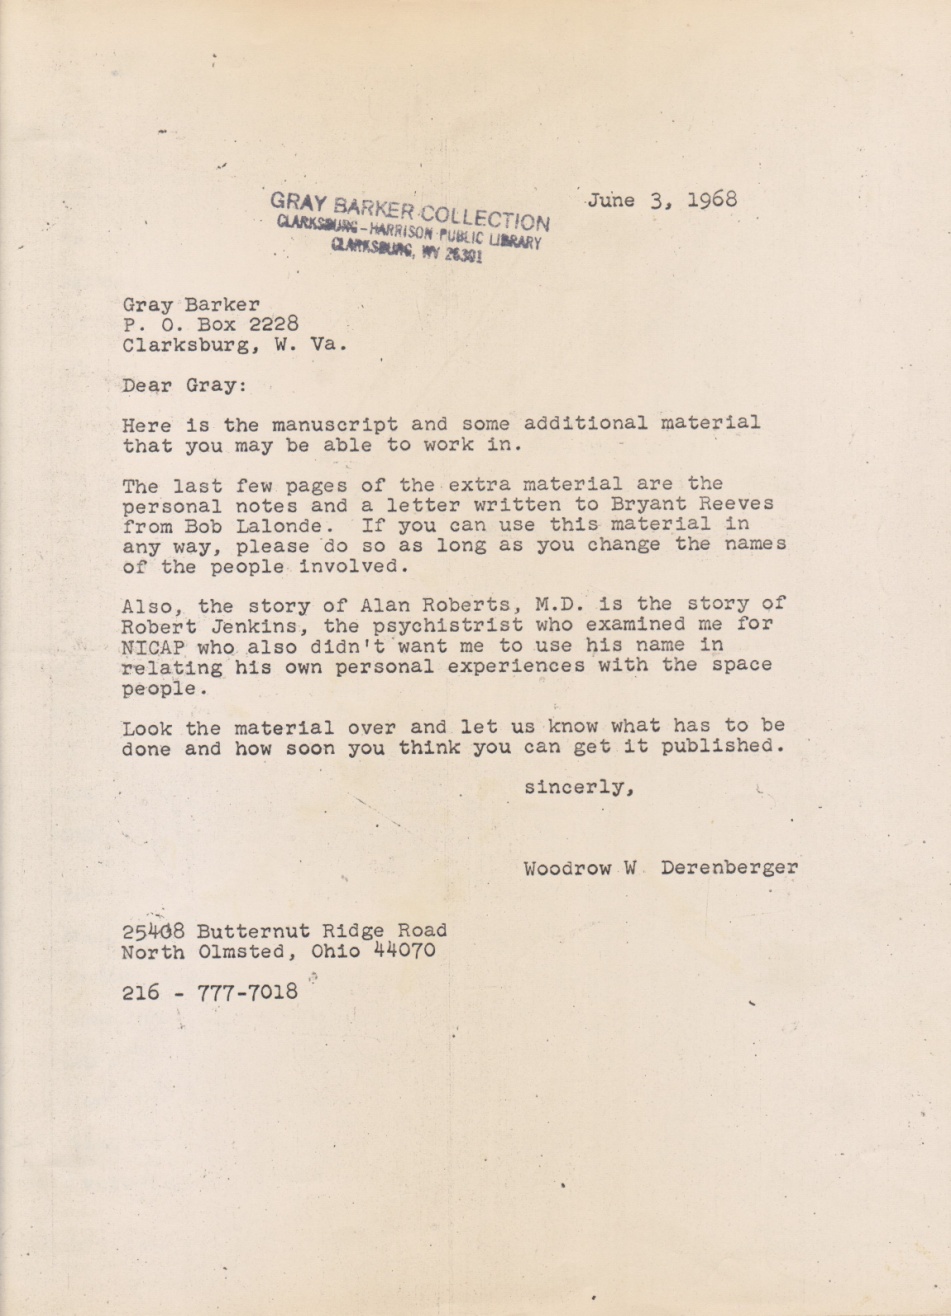 June 3, 1968
GRAY BARKER COLLECTION
CLARKSBURG-HARRISON PUBLIC LIBRARY
CLARKSBURG, WV 26301
Gray Barker
P. O. Box 2228
Clarksburg, W. Va.
Dear Gray:
Here is the manuscript and some additional material
that you may be able to work in.
The last few pages of the extra material are the
personal notes and a letter written to Bryant Reeves
from Bob Lalonde. If you can use this material in
any way, please do so as long as you change the names
of the people involved.
Also, the story of Alan Roberts, M.D. is the story of
Robert Jenkins, the psychistrist who examined me for
NICAP who also didn't want me to use his name in
relating his own personal experiences with the space
people.
Look the material over and let us know what has to be
done and how soon you think you can get it published.
sincerly,
Woodrow W. Derenberger
25408 Butternut Ridge Road
North Olmsted, Ohio 44070
216 - 777-7018